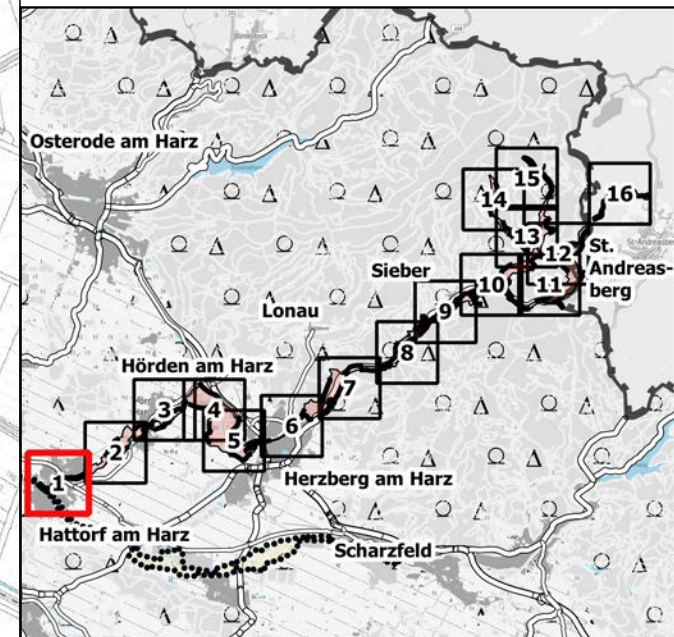 Osterode am Harz
15
16
14
13
12
St.
Andreas-
berg
Sieber
10
11
9
Lonau
8
Hörden am Harz
7
3
4
6
5
2
Herzberg am Harz
1
Hattorf am Harz
Scharzfeld